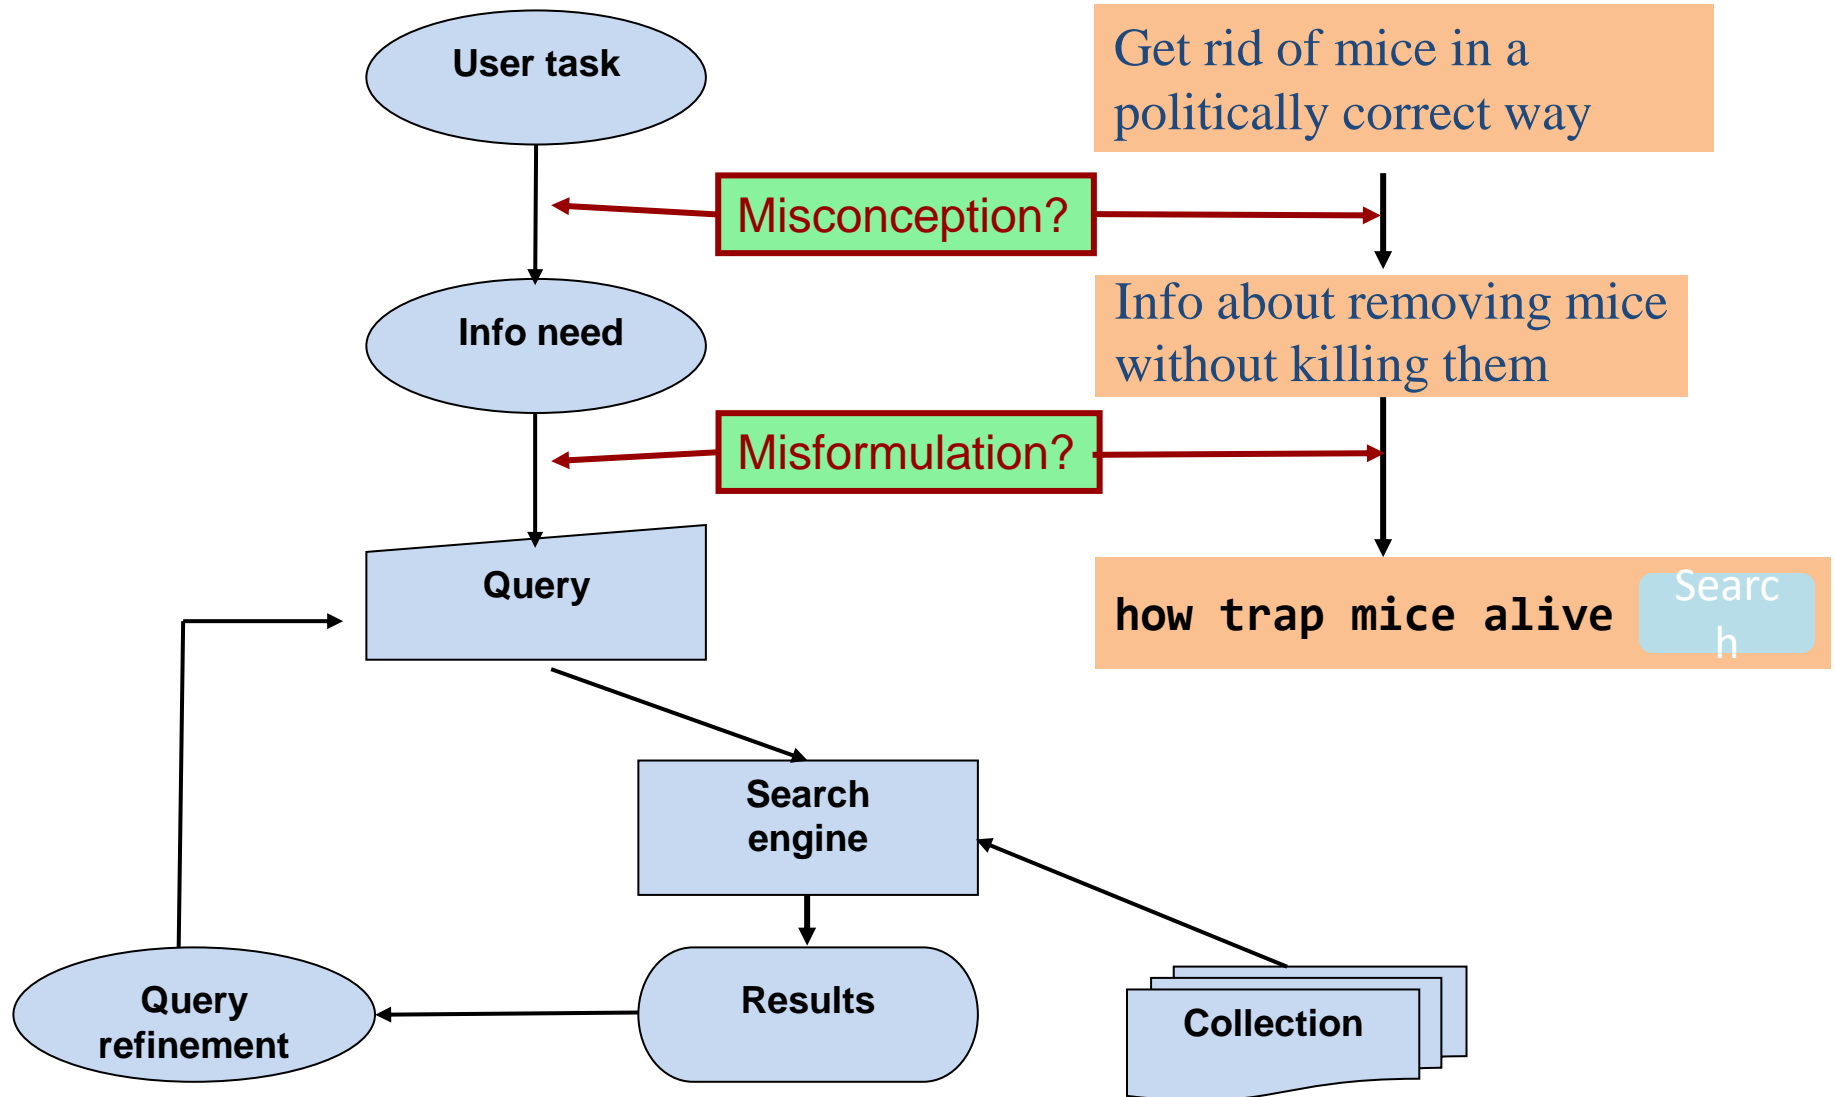 User task
Get rid of mice in a
politically correct way
Misconception?
Info need
Info about removing mice
without killing them
Misformulation?
Query
how trap mice alive
Searc
h
Search
engine
Results
Query
refinement
Collection